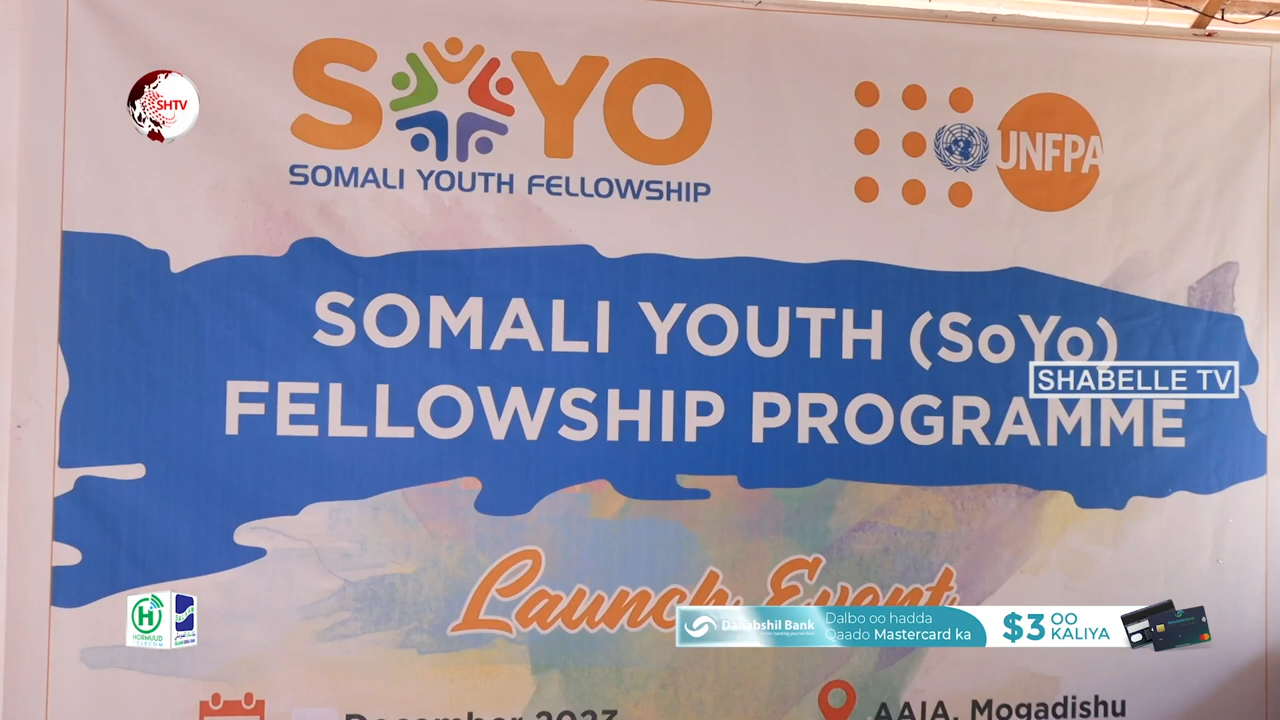 SHTV
SOYO
SOMALI YOUTH FELLOWSHIP
UNFPA
SOMALI YOUTH (SoYo)
SHABELLE TV
FELLOWSHIP PROGRAMME
Launch Event
HORMUUD
TELECOM
Dahabshil Bank
Dalbo oo hadda
Qaado Mastercard ka
$3 OO
KALIYA
December 2023
AAIA, Mogadishu